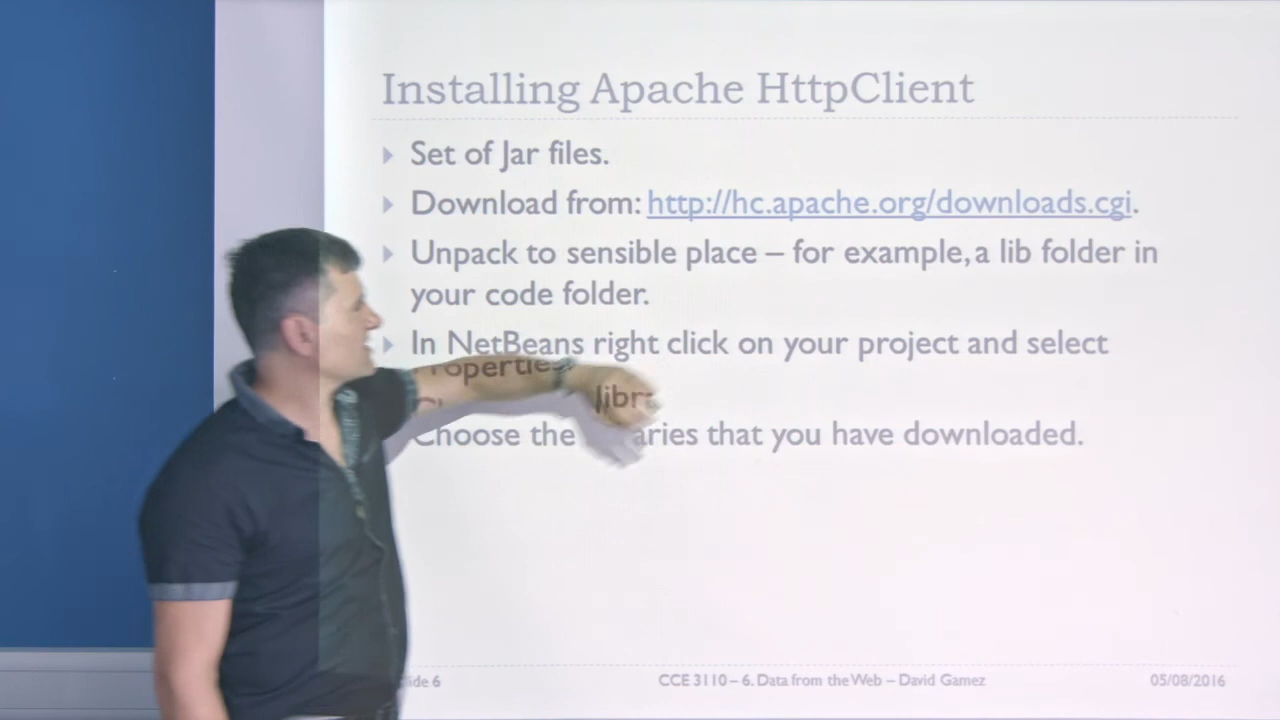 Installing Apache HttpClient
Set of Jar files.
Download from: http://hc.apache.org/downloads.cgi.
Unpack to sensible place – for example, a lib folder in
your code folder.
In NetBeans right click on your project and select
Choose the that you have downloaded.
6
CCE 3110 – 6. Data from the Web – David Gamez
05/08/2016